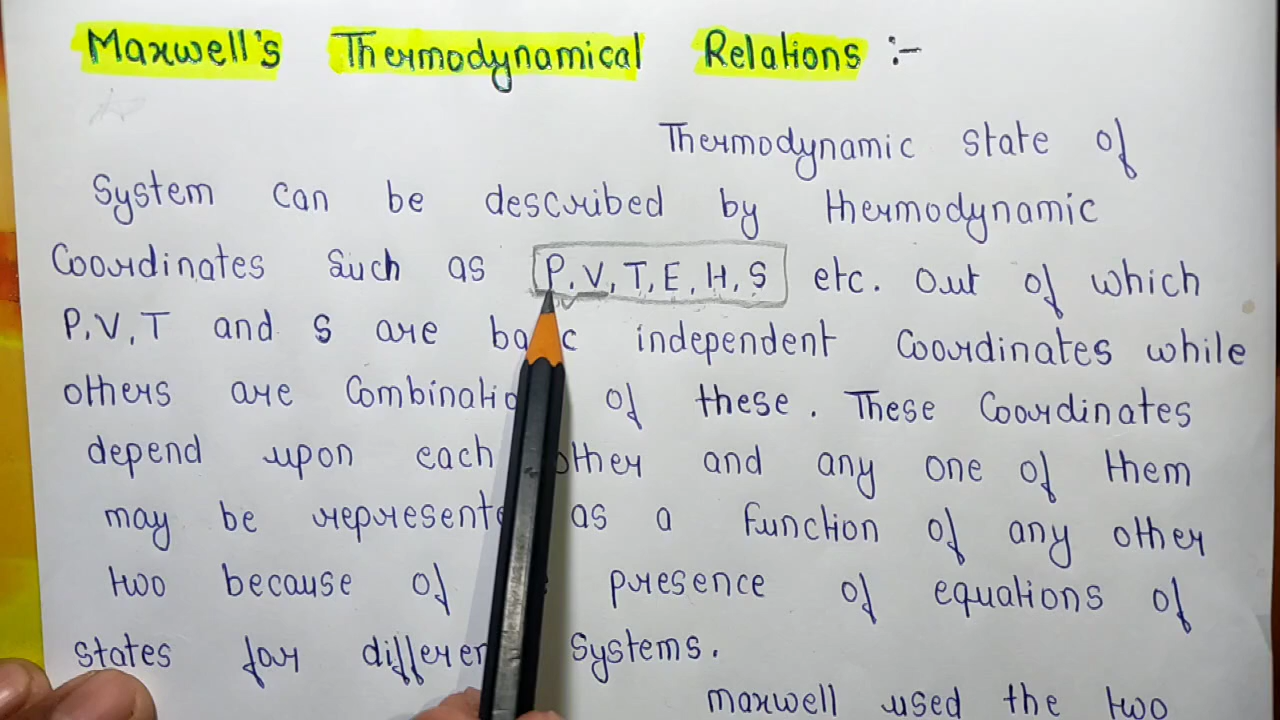 Maxwell's Thermodynamical Relations :-
Thermodynamic state of
System can be described by thermodynamic
Coordinates such as P, V, T, E, H, S etc. Out of which
P, V, T and S are independent Coordinates while
others are of these. These Coordinates
depend upon each and any one of them
may be as a function of any other
two because of presence of equations of
states for systems.
maxwell used the two